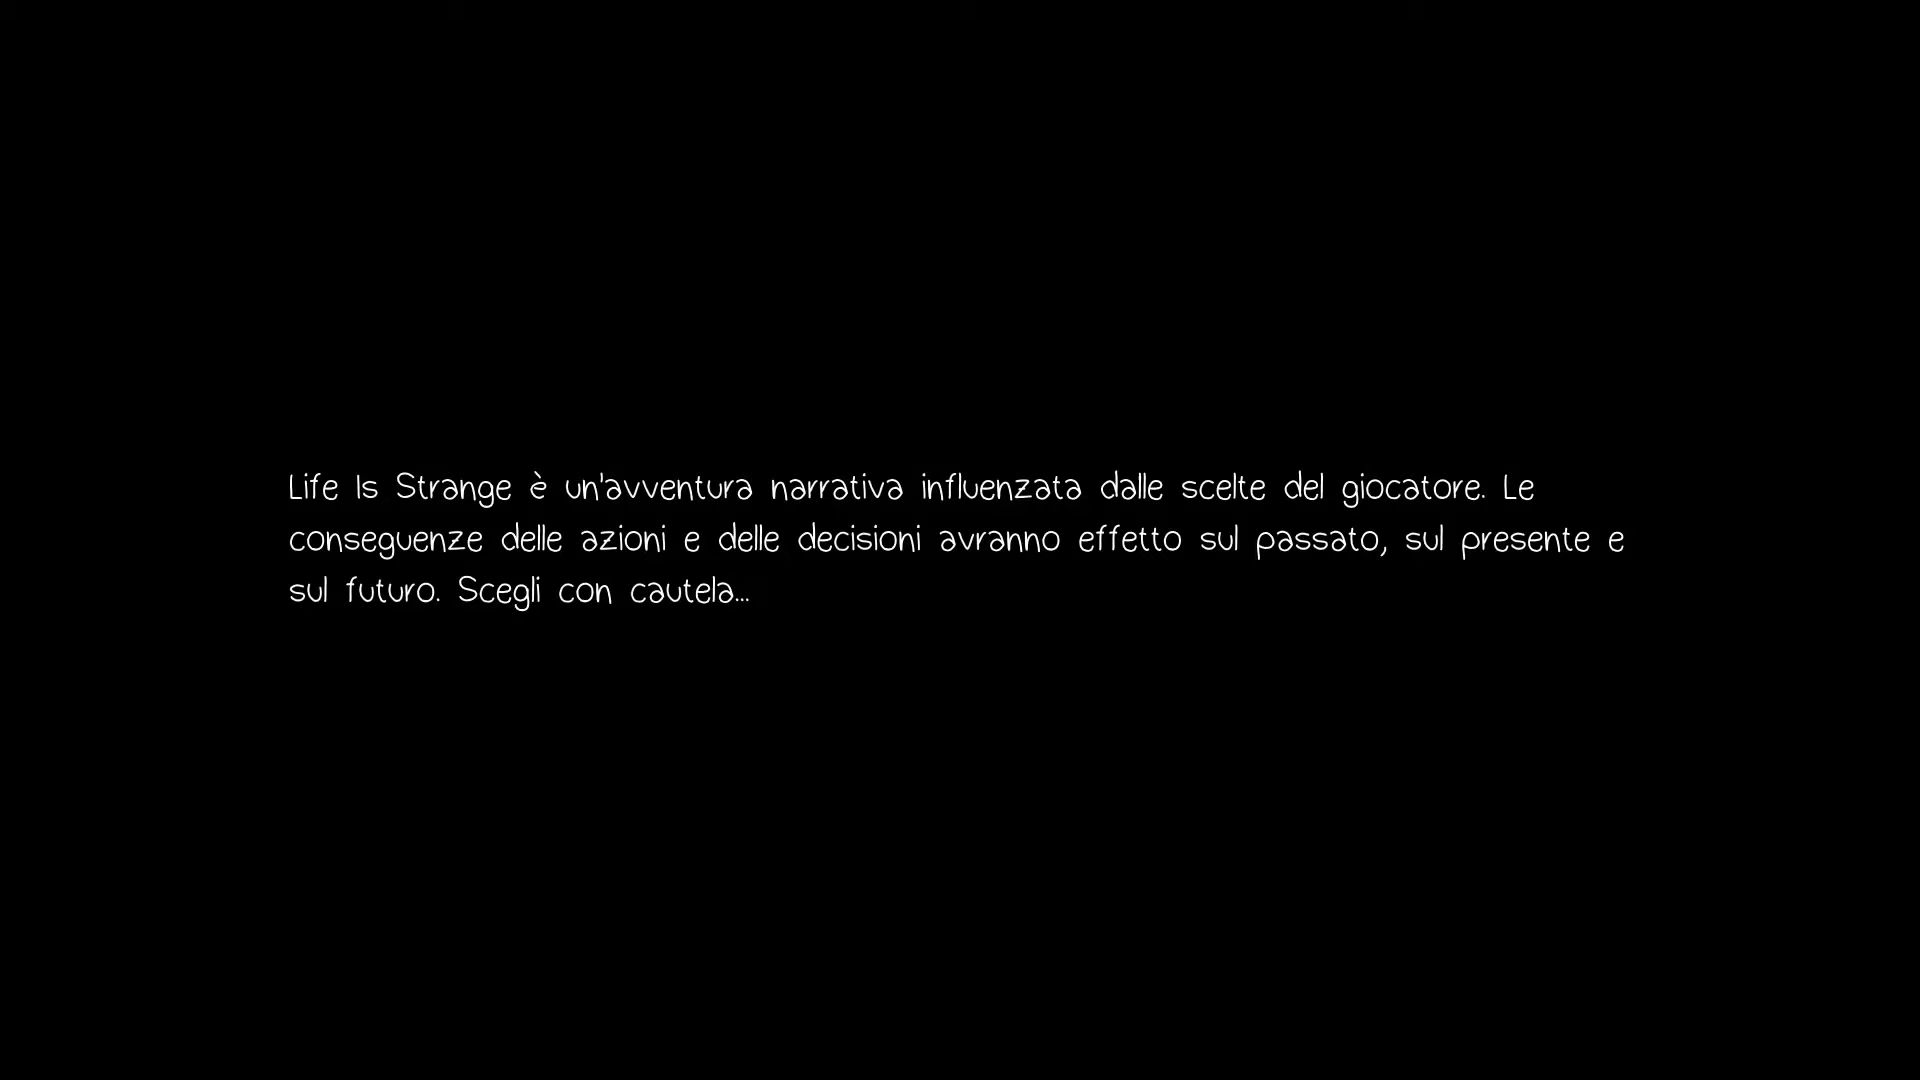 Life Is Strange è un'avventura narrativa influenzata dalle scelte del giocatore. Le
conseguenze delle azioni e delle decisioni avranno effetto sul passato, sul presente e
sul futuro. Scegli con cautela...